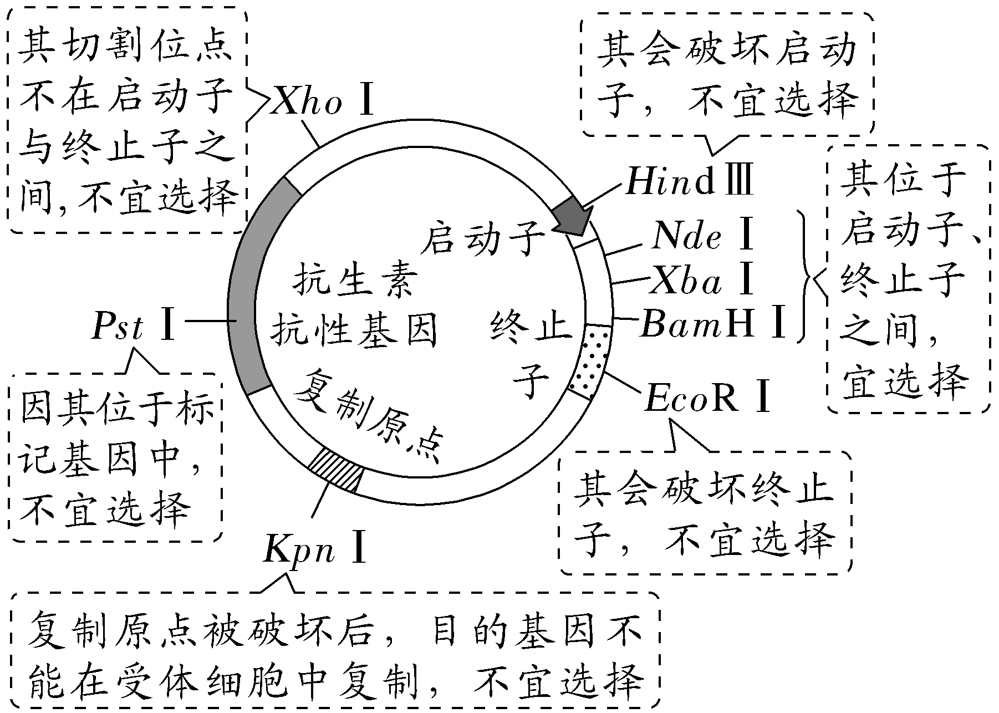 其切割位点
不在启动子
与终止子之
间,不宜选择
Xho Ⅰ
其会破坏启动
子，不宜选择
Hind Ⅲ
Nde Ⅰ
Xba Ⅰ
BamH Ⅰ
其位于
启动子、
终止子
之间，
宜选择
启动子
抗生素
抗性基因
终止
子
复制原点
Pst Ⅰ
因其位于标
记基因中，
不宜选择
EcoR Ⅰ
其会破坏终止
子，不宜选择
Kpn Ⅰ
复制原点被破坏后，目的基因不
能在受体细胞中复制，不宜选择